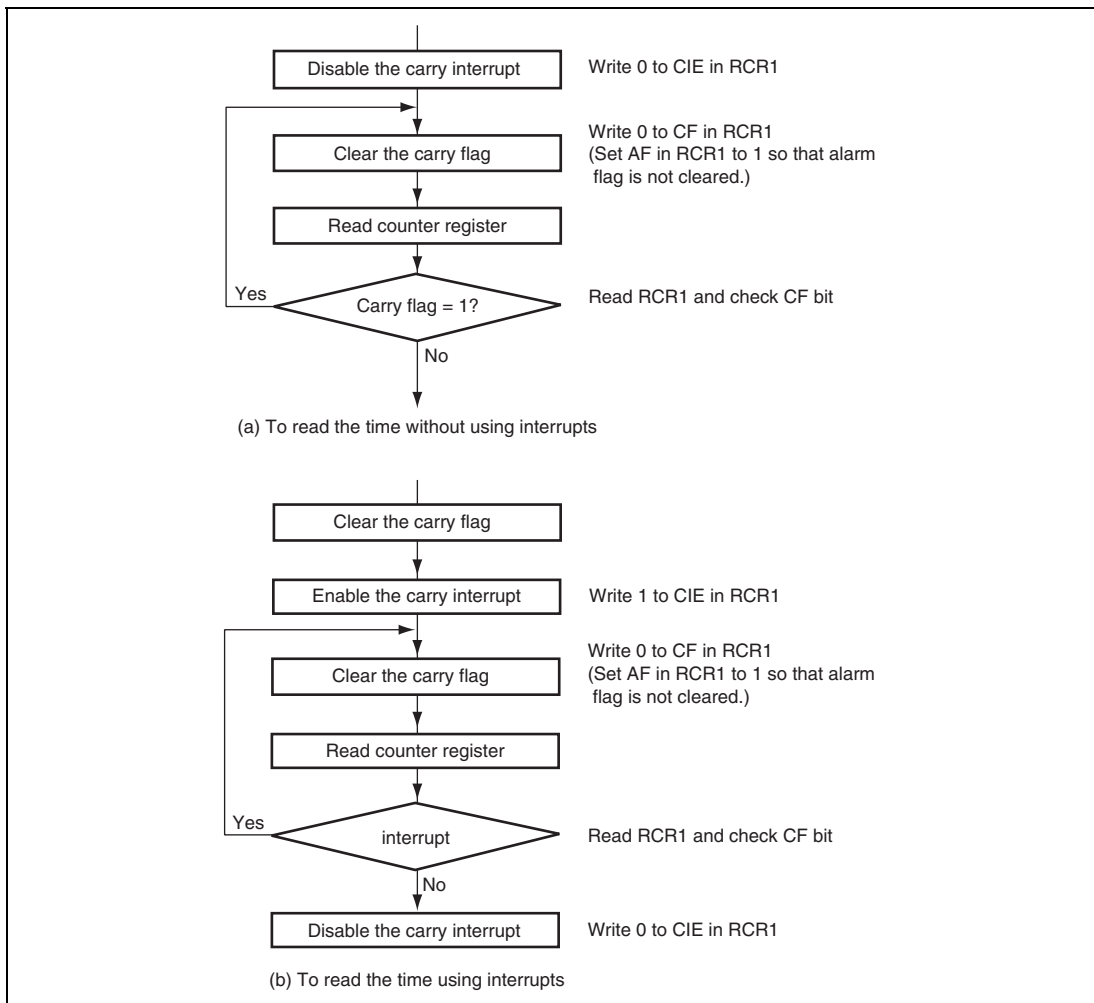 Disable the carry interrupt
Write 0 to CIE in RCR1
Clear the carry flag
Write 0 to CF in RCR1
(Set AF in RCR1 to 1 so that alarm
flag is not cleared.)
Read counter register
Yes
Carry flag = 1?
Read RCR1 and check CF bit
No
(a) To read the time without using interrupts
Clear the carry flag
Enable the carry interrupt
Write 1 to CIE in RCR1
Clear the carry flag
Write 0 to CF in RCR1
(Set AF in RCR1 to 1 so that alarm
flag is not cleared.)
Read counter register
Yes
interrupt
Read RCR1 and check CF bit
No
Disable the carry interrupt
Write 0 to CIE in RCR1
(b) To read the time using interrupts